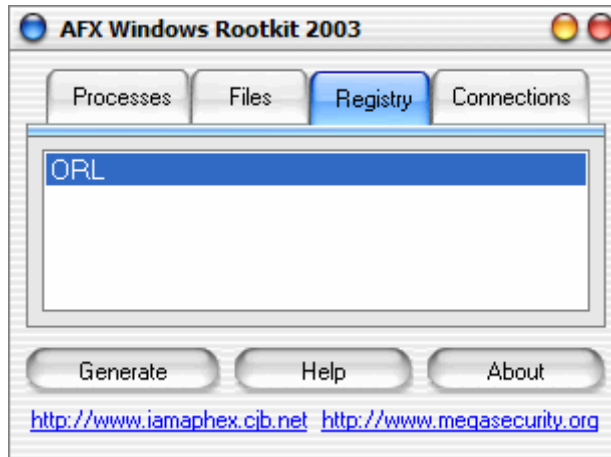 AFX Windows Rootkit 2003
Processes Files Registry Connections
ORL
Generate Help About
http://www.iamaphex.cjb.net http://www.megasecurity.org